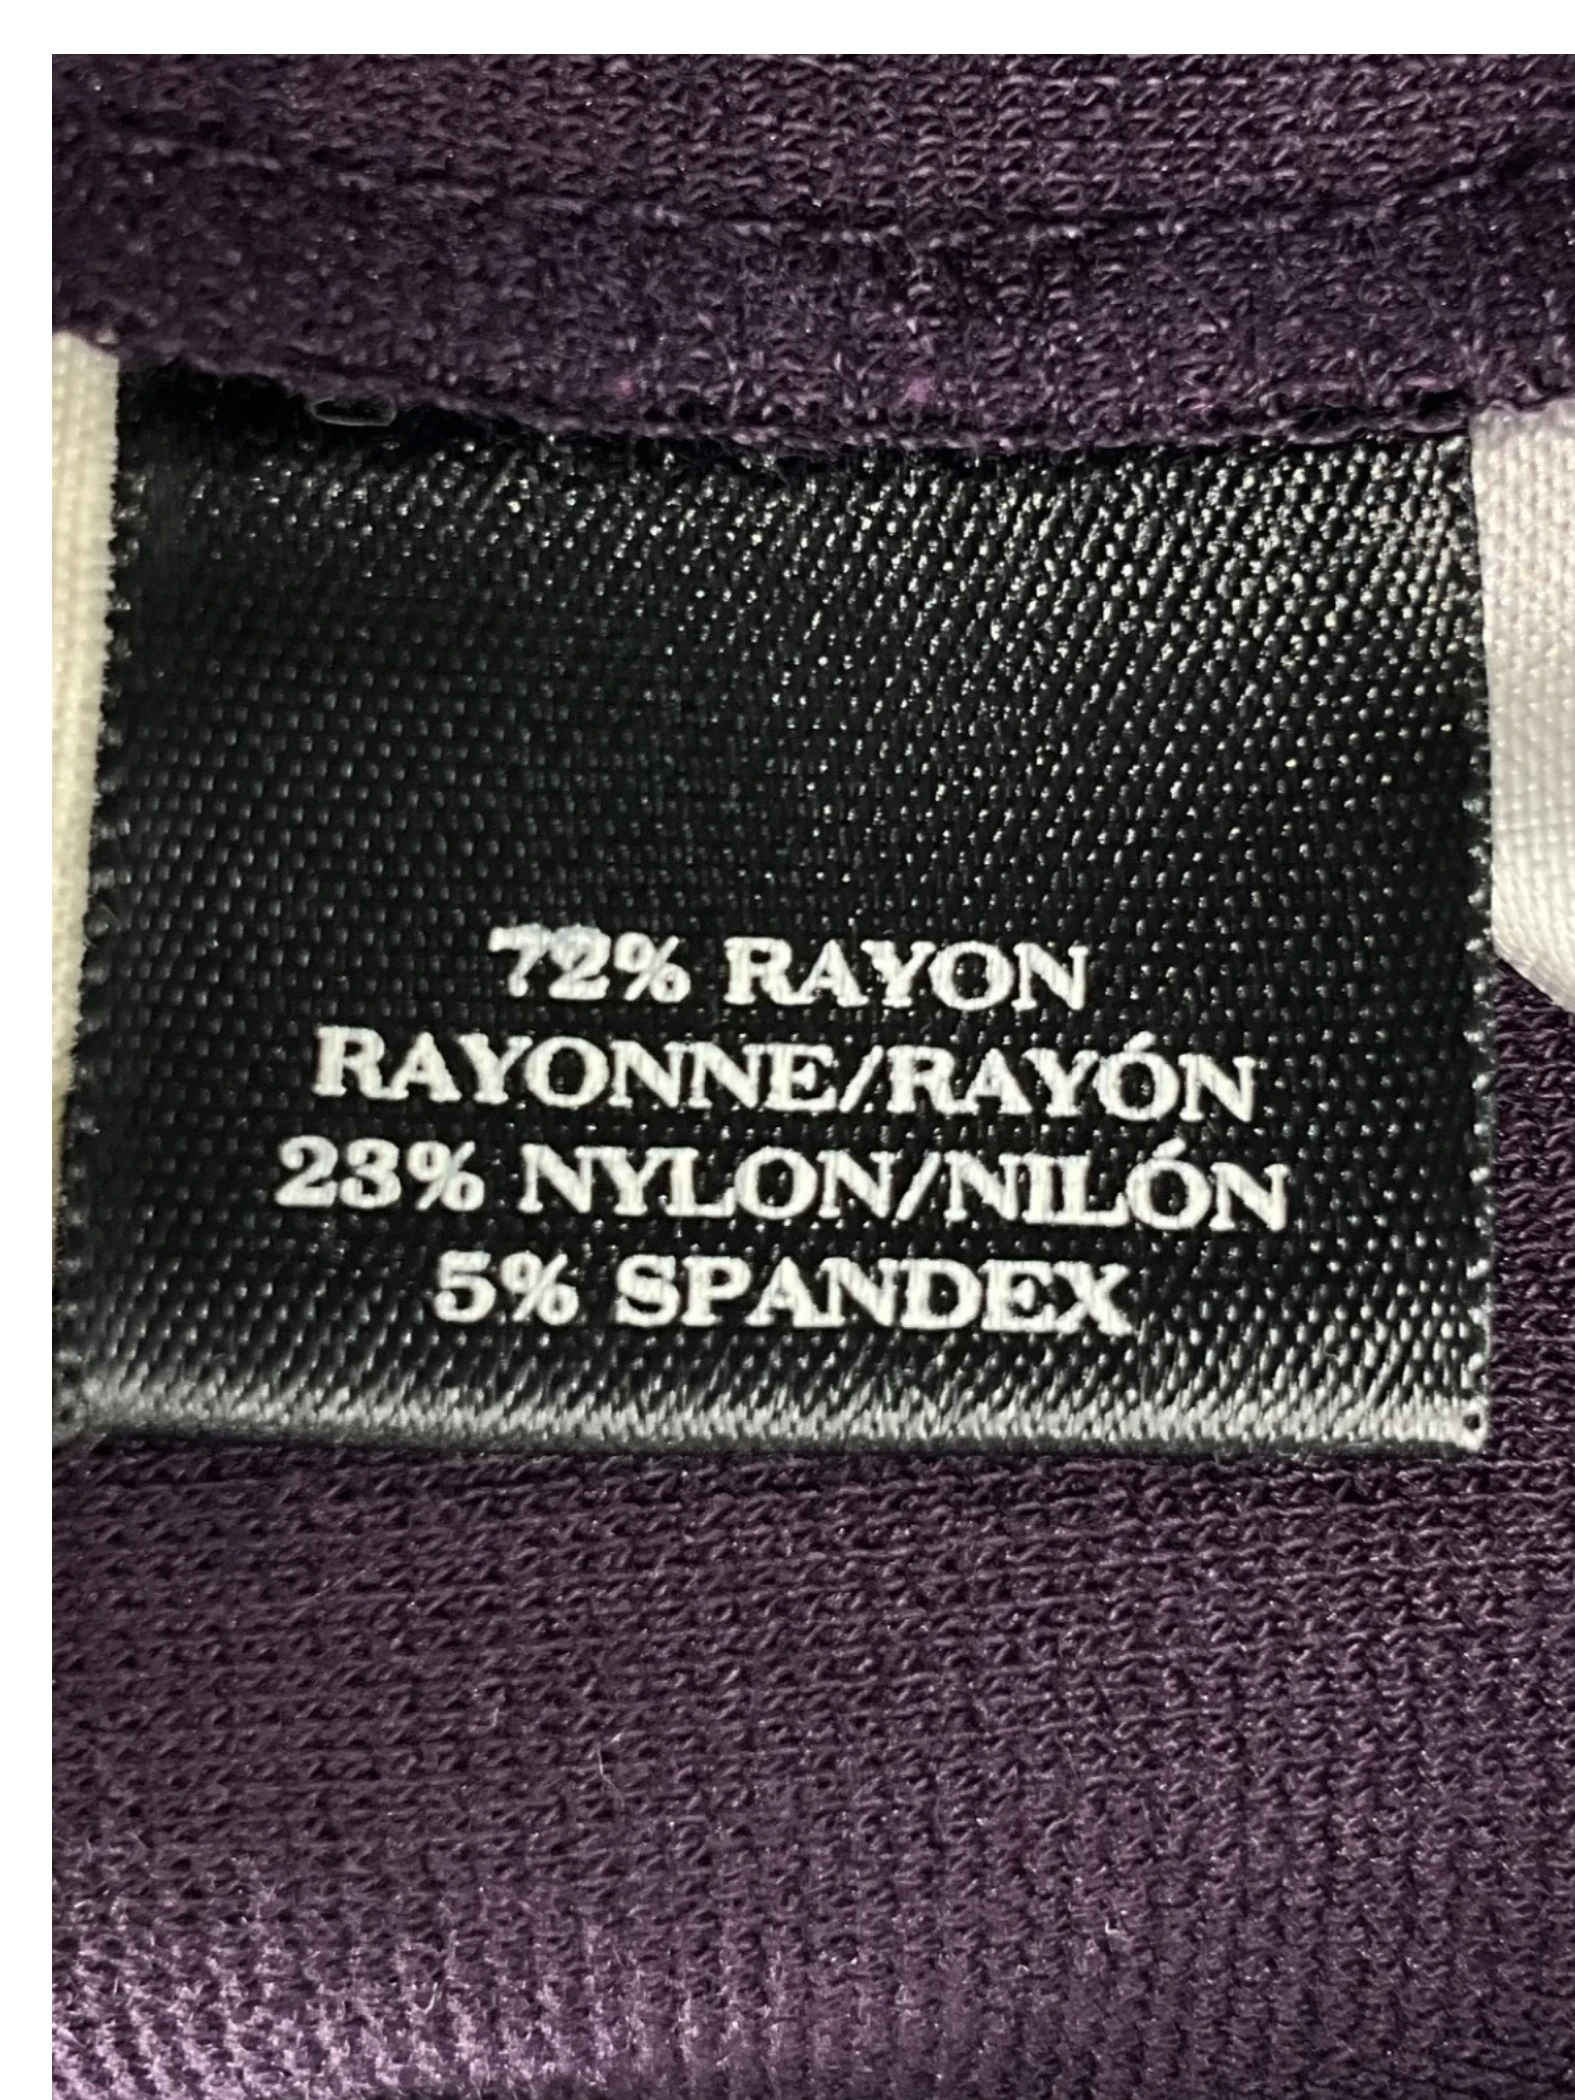 72% RAYON
RAYONNE/RAYÓN
23% NYLON/NILÓN
5% SPANDEX